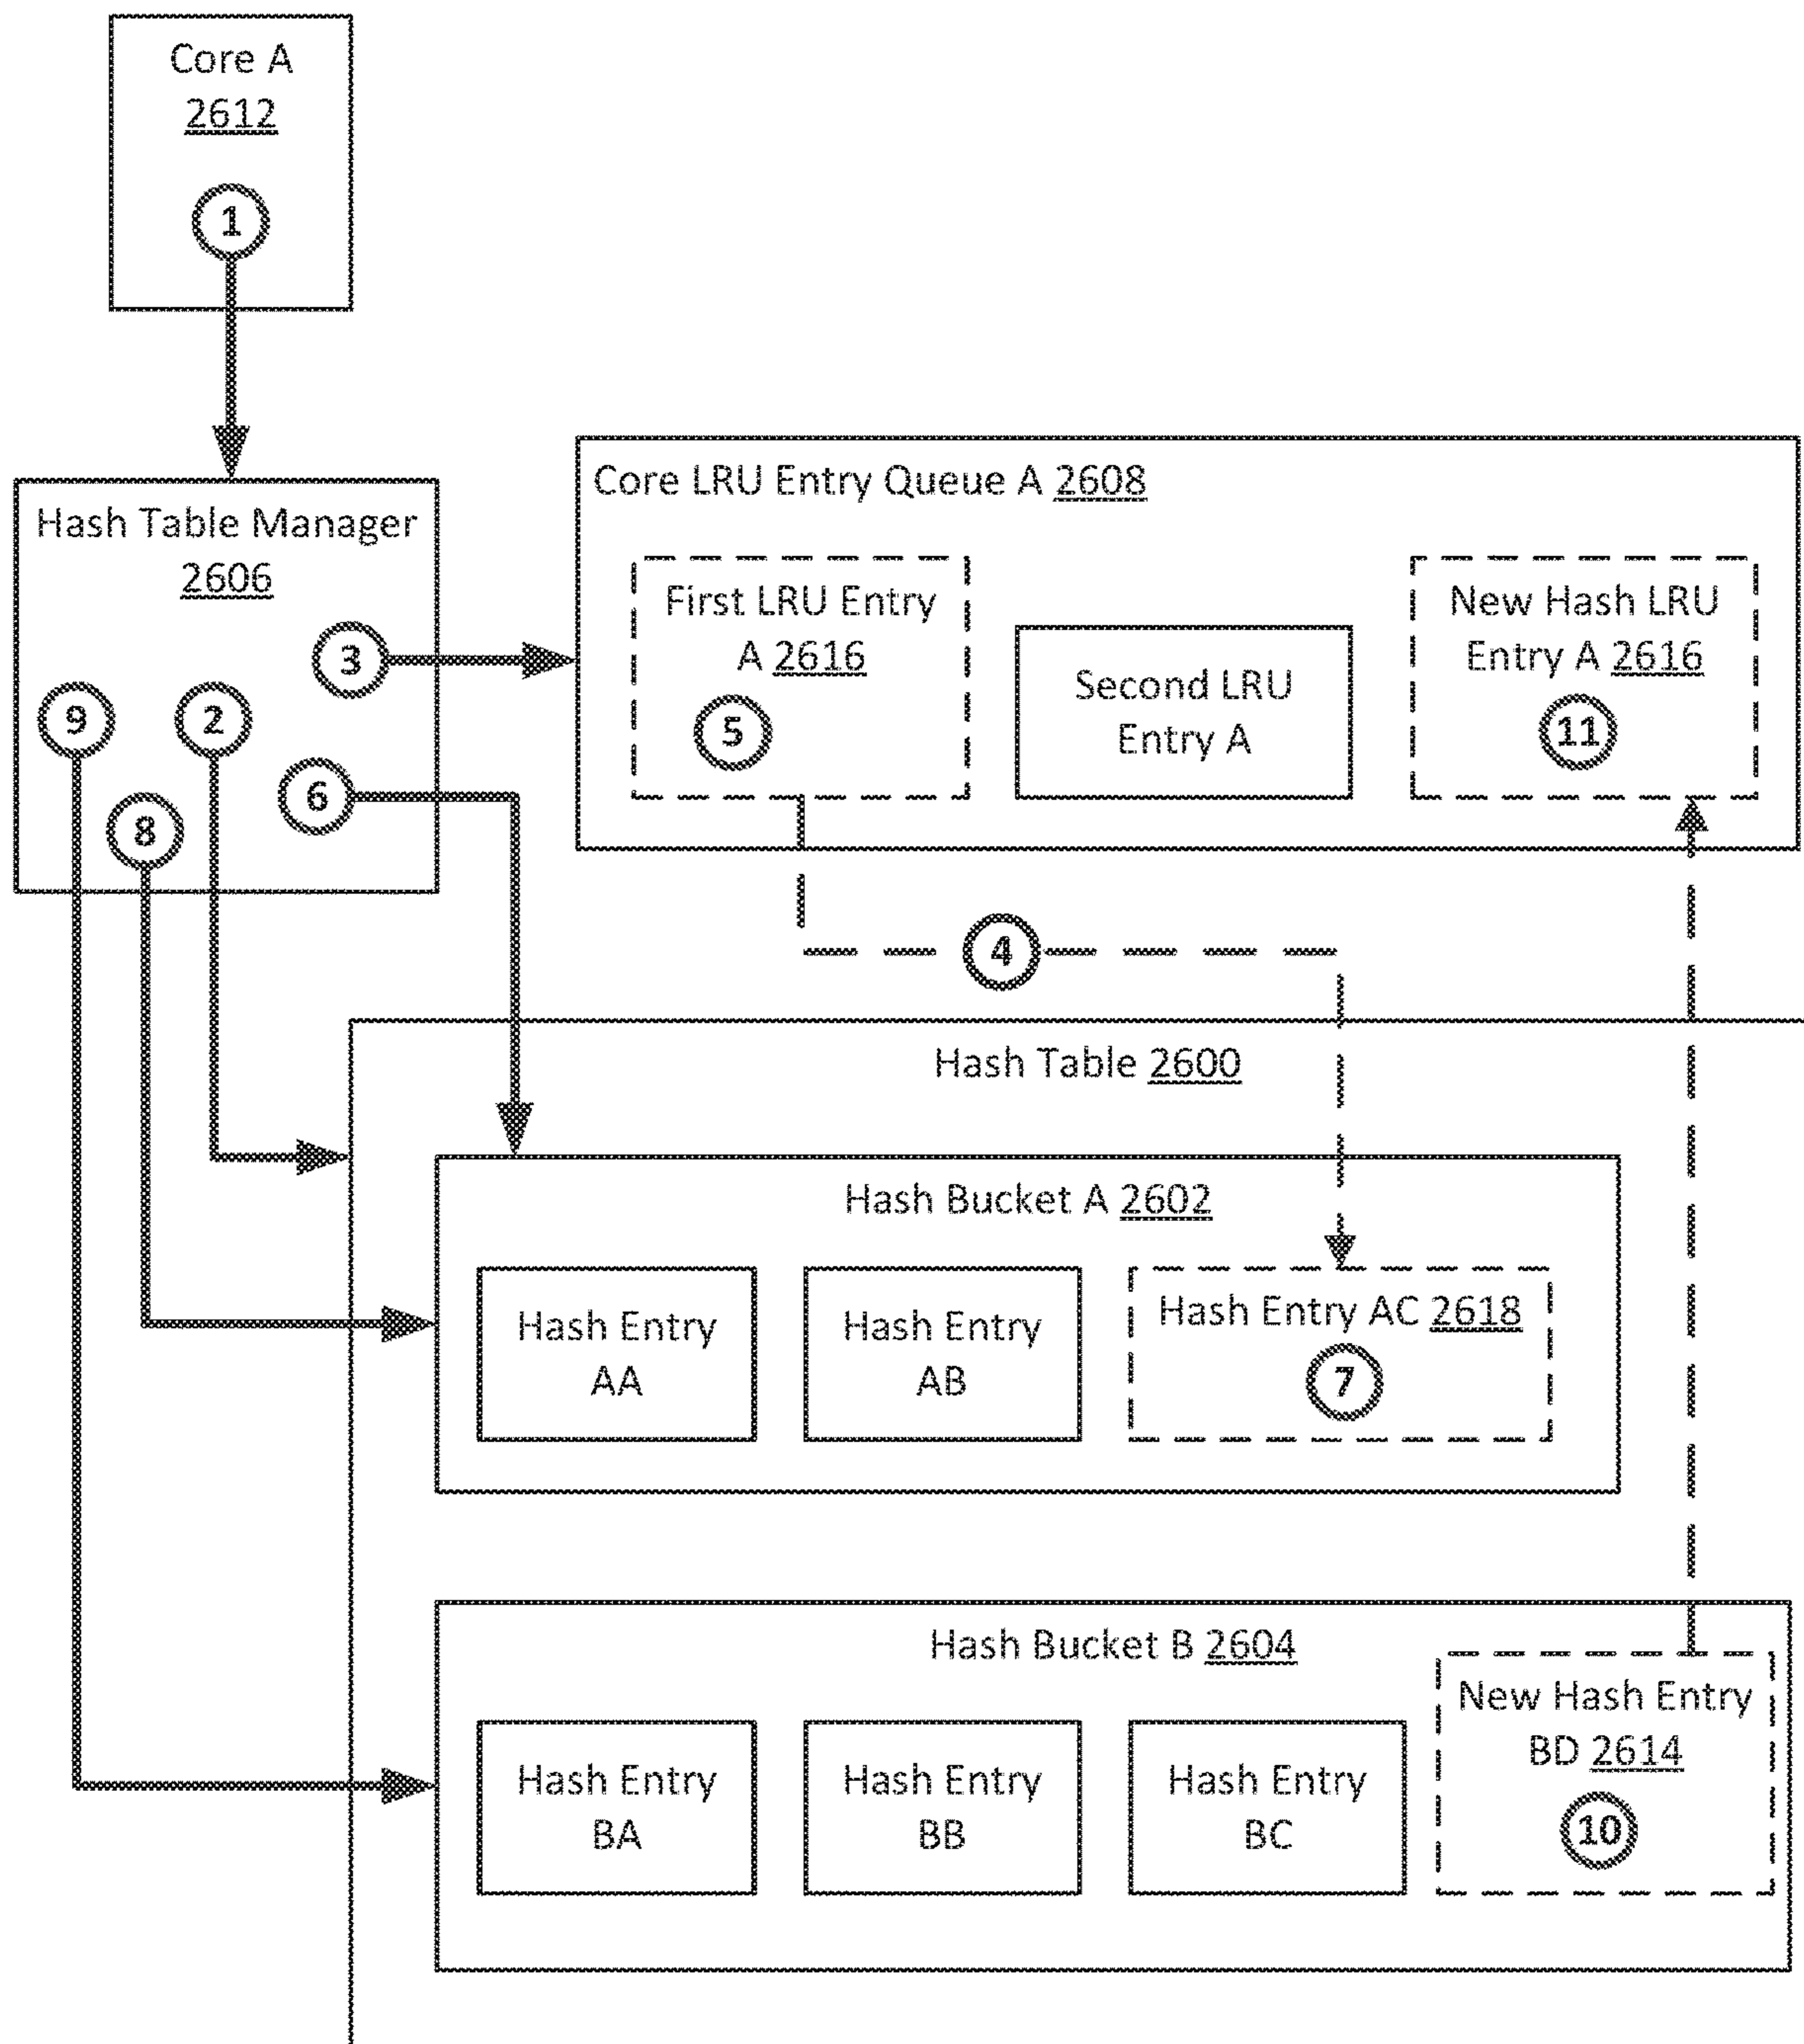 Core A
2612
1
Hash Table Manager
2606
3
9
2
6
8
Core LRU Entry Queue A 2608
First LRU Entry
A 2616
5
Second LRU
Entry A
New Hash LRU
Entry A 2616
11
4
Hash Table 2600
Hash Bucket A 2602
Hash Entry
AA
Hash Entry
AB
Hash Entry AC 2618
7
Hash Bucket B 2604
Hash Entry
BA
Hash Entry
BB
Hash Entry
BC
New Hash Entry
BD 2614
10